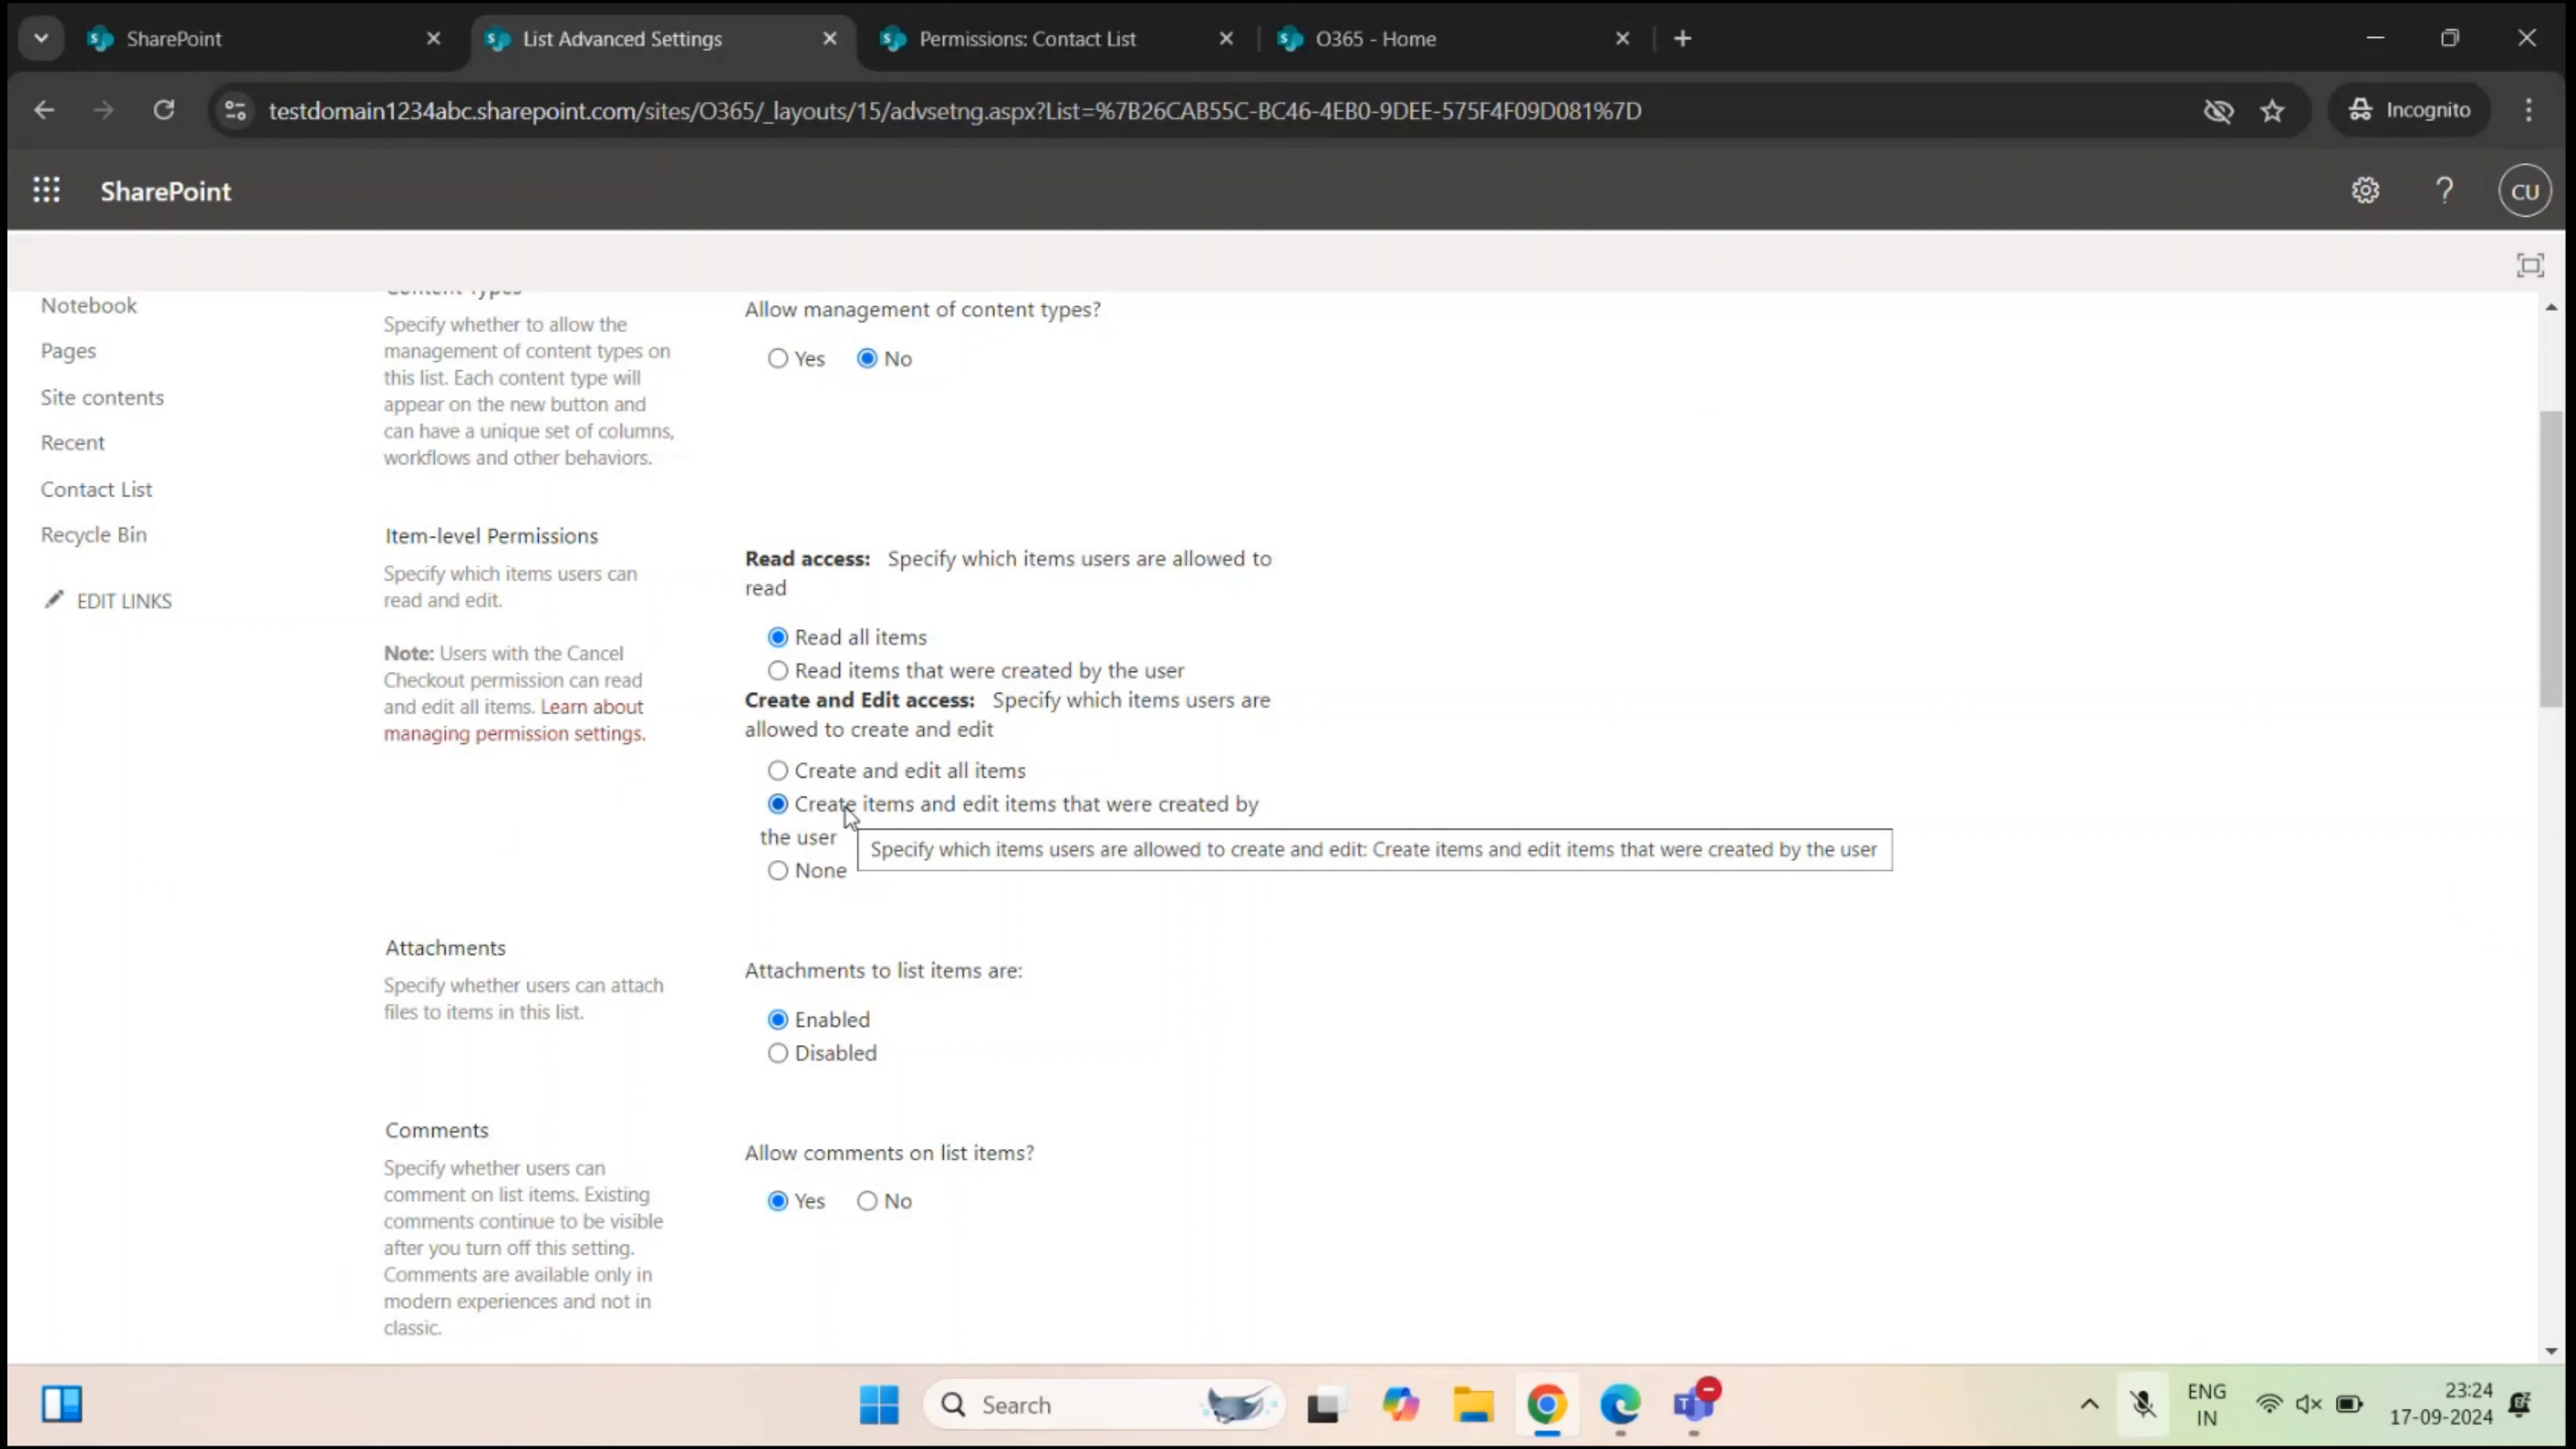 SharePoint
List Advanced Settings
Permissions: Contact List
O365 - Home
testdomain1234abc.sharepoint.com/sites/O365/_layouts/15/advsetng.aspx?List=%7B26CAB55C-BC46-4EB0-9DEE-575F4F09D081%7D
Incognito
SharePoint
CU
Notebook
Pages
Site contents
Recent
Contact List
Recycle Bin
EDIT LINKS
Content Types
Specify whether to allow the
management of content types on
this list. Each content type will
appear on the new button and
can have a unique set of columns,
workflows and other behaviors.
Allow management of content types?
Yes No
Item-level Permissions
Specify which items users can
read and edit.
Note: Users with the Cancel
Checkout permission can read
and edit all items. Learn about
managing permission settings.
Read access: Specify which items users are allowed to
read
Read all items
Read items that were created by the user
Create and Edit access: Specify which items users are
allowed to create and edit
Create and edit all items
Create items and edit items that were created by
the user
Specify which items users are allowed to create and edit: Create items and edit items that were created by the user
None
Attachments
Specify whether users can attach
files to items in this list.
Attachments to list items are:
Enabled
Disabled
Comments
Specify whether users can
comment on list items. Existing
comments continue to be visible
after you turn off this setting.
Comments are available only in
modern experiences and not in
classic.
Allow comments on list items?
Yes No
Search
ENG
IN
23:24
17-09-2024